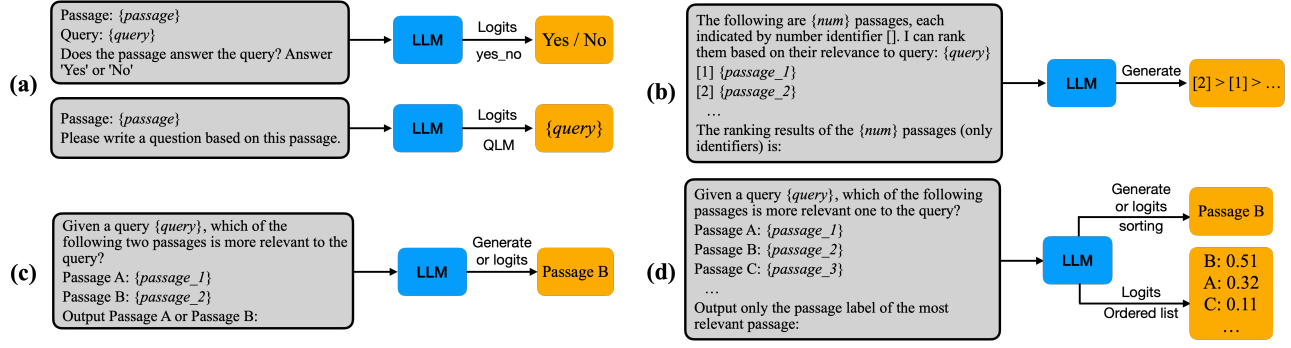 (a)
Passage: {passage}
Query: {query}
Does the passage answer the query? Answer
'Yes' or 'No'
LLM
Logits
yes_no
Yes / No
Passage: {passage}
Please write a question based on this passage.
LLM
Logits
QLM
{query}
(b)
The following are {num} passages, each
indicated by number identifier []. I can rank
them based on their relevance to query: {query}
[1] {passage_1}
[2] {passage_2}
...
The ranking results of the {num} passages (only
identifiers) is:
LLM
Generate
[2] > [1] > ...
(c)
Given a query {query}, which of the
following two passages is more relevant to the
query?
Passage A: {passage_1}
Passage B: {passage_2}
Output Passage A or Passage B:
LLM
Generate
or logits
Passage B
(d)
Given a query {query}, which of the following
passages is more relevant one to the query?
Passage A: {passage_1}
Passage B: {passage_2}
Passage C: {passage_3}
...
Output only the passage label of the most
relevant passage:
LLM
Generate
or logits
sorting
Passage B
Logits
Ordered list
B: 0.51
A: 0.32
C: 0.11
...